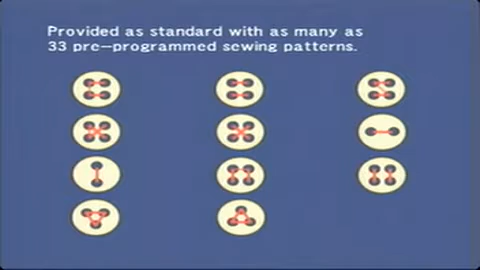 Provided as standard with as many as
33 pre-programmed sewing patterns.